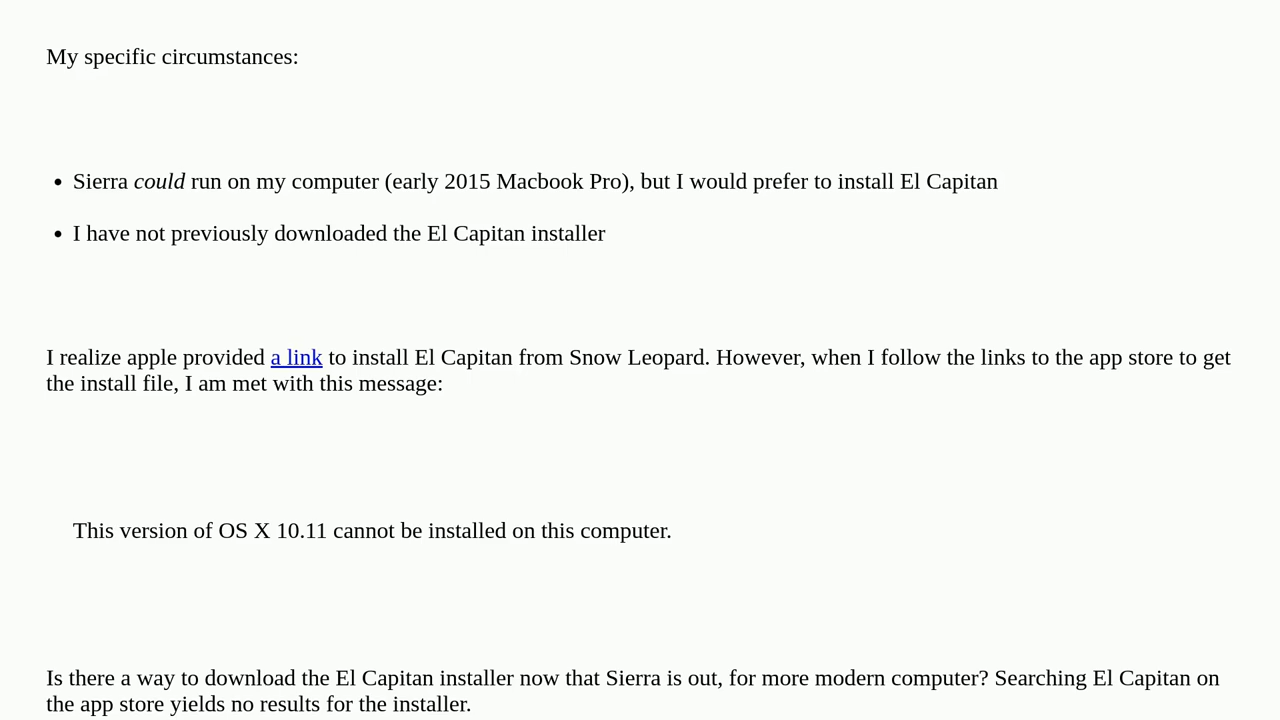 My specific circumstances:
• Sierra could run on my computer (early 2015 Macbook Pro), but I would prefer to install El Capitan
• I have not previously downloaded the El Capitan installer
I realize apple provided a link to install El Capitan from Snow Leopard. However, when I follow the links to the app store to get
the install file, I am met with this message:
This version of OS X 10.11 cannot be installed on this computer.
Is there a way to download the El Capitan installer now that Sierra is out, for more modern computer? Searching El Capitan on
the app store yields no results for the installer.